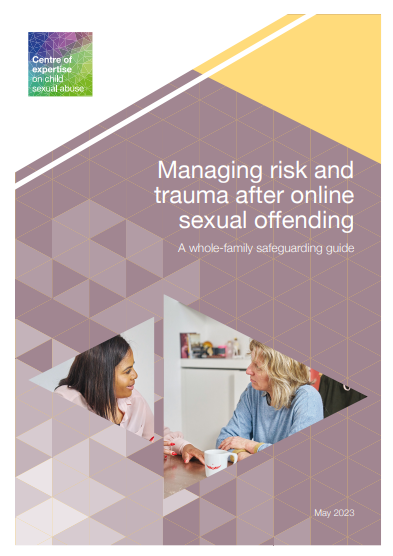 Centre of
expertise
on child
sexual abuse
Managing risk and
trauma after online
sexual offending
A whole-family safeguarding guide
May 2023